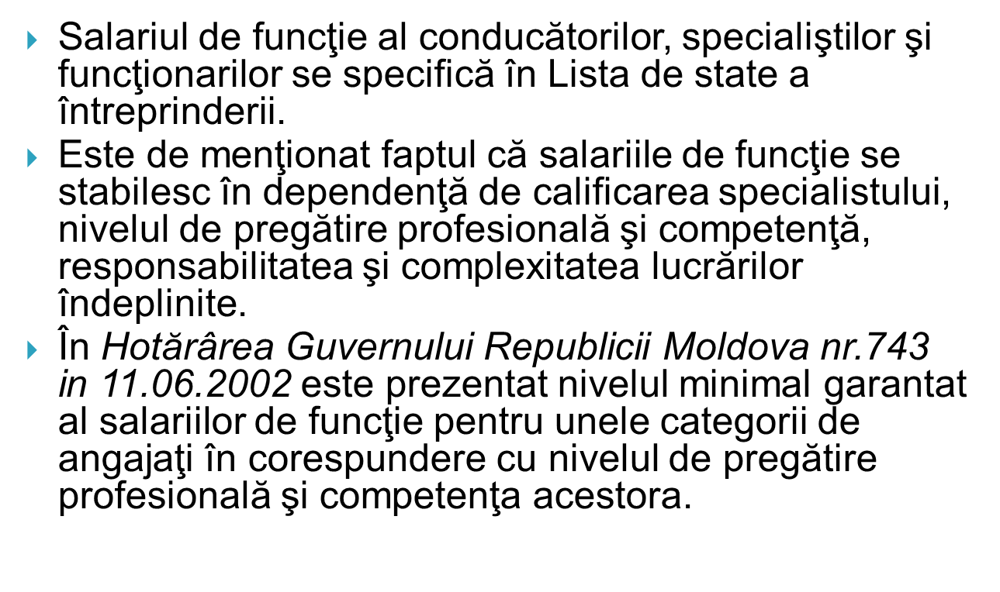 Salariul de funcţie al conducătorilor, specialiştilor şi
funcţionarilor se specifică în Lista de state a
întreprinderii.
Este de menţionat faptul că salariile de funcţie se
stabilesc în dependenţă de calificarea specialistului,
nivelul de pregătire profesională şi competenţă,
responsabilitatea şi complexitatea lucrărilor
îndeplinite.
În Hotărârea Guvernului Republicii Moldova nr.743
in 11.06.2002 este prezentat nivelul minimal garantat
al salariilor de funcţie pentru unele categorii de
angajaţi în corespundere cu nivelul de pregătire
profesională şi competenţa acestora.